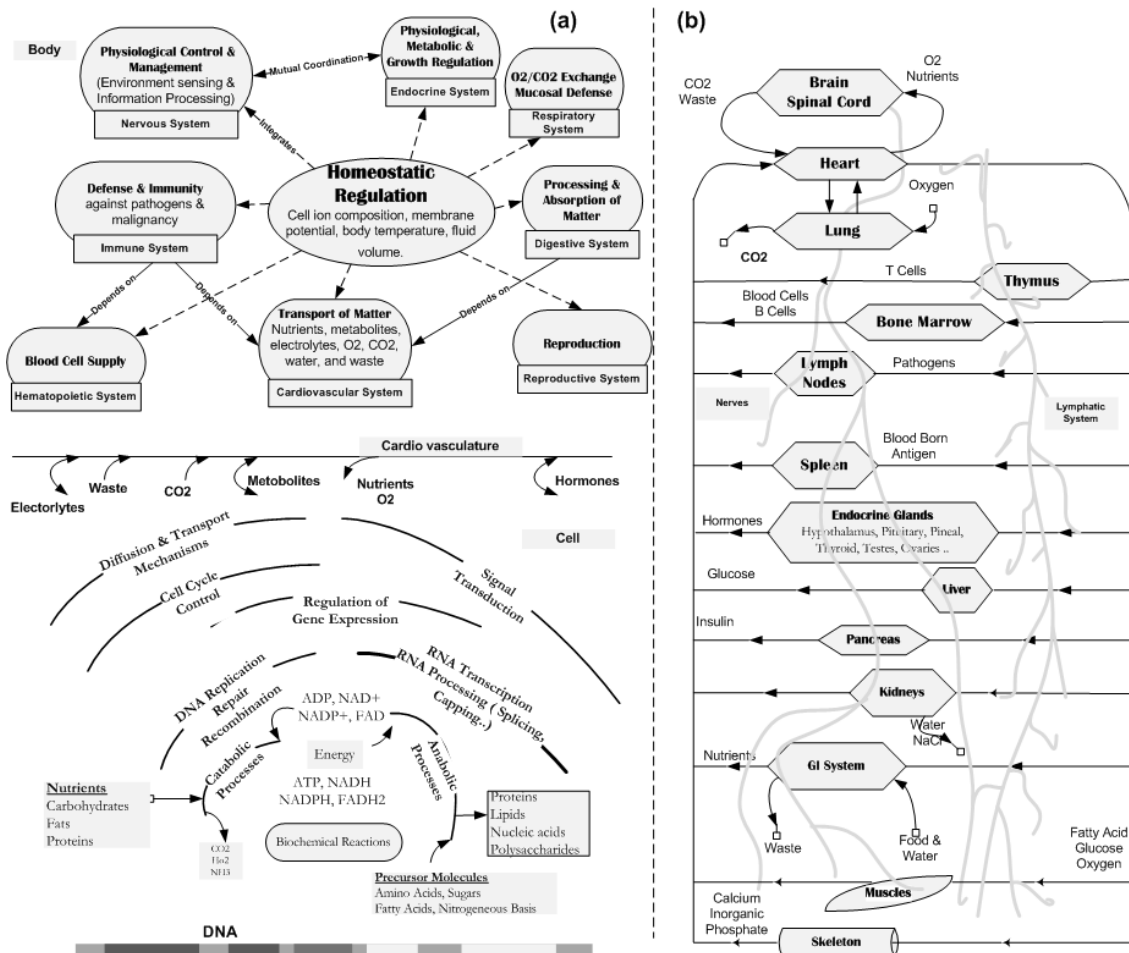 (a)
Body
Physiological Control &
Management
(Environment sensing &
Information Processing)
Nervous System
Mutual Coordination
Physiological,
Metabolic &
Growth Regulation
Endocrine System
O2/CO2 Exchange
Mucosal Defense
Respiratory
System
Integrates
Defense & Immunity
against pathogens &
malignancy
Immune System
Homeostatic
Regulation
Cell ion composition, membrane
potential, body temperature, fluid
volume.
Processing &
Absorption of
Matter
Digestive System
Depends on
Depends on
Depends on
Blood Cell Supply
Hematopoletic System
Transport of Matter
Nutrients, metabolites,
electrolytes, O2, CO2,
water, and waste
Cardiovascular System
Reproduction
Reproductive System
Cardio vasculature
Electorlytes
Waste
CO2
Metobolites
Nutrients
O2
Hormones
Cell
Diffusion & Transport
Mechanisms
Cell Cycle
Control
Signal
Transduction
Regulation of
Gene Expression
DNA Replication
Repair
Recombination
RNA Transcription
RNA Processing ( Splicing,
Capping..)
Catabolic
Processes
ADP, NAD+
NADP+, FAD
Energy
ATP, NADH
NADPH, FADH2
Anabolic
Processes
Biochemical Reactions
Nutrients
Carbohydrates
Fats
Proteins
CO2
Ho2
NH3
Proteins
Lipids
Nucleic acids
Polysaccharides
Precursor Molecules
Amino Acids, Sugars
Fatty Acids, Nitrogeneous Basis
DNA
(b)
CO2
Waste
Brain
Spinal Cord
O2
Nutrients
Heart
Oxygen
Lung
CO2
T Cells
Thymus
Blood Cells
B Cells
Bone Marrow
Lymph
Nodes
Pathogens
Nerves
Lymphatic
System
Spleen
Blood Born
Antigen
Hormones
Endocrine Glands
Hypothalamus, Pituitary, Pineal,
Thyroid, Testes, Ovaries ..
Glucose
Liver
Insulin
Pancreas
Kidneys
Water
NaCl
Nutrients
GI System
Waste
Food &
Water
Fatty Acid
Glucose
Oxygen
Muscles
Calcium
Inorganic
Phosphate
Skeleton